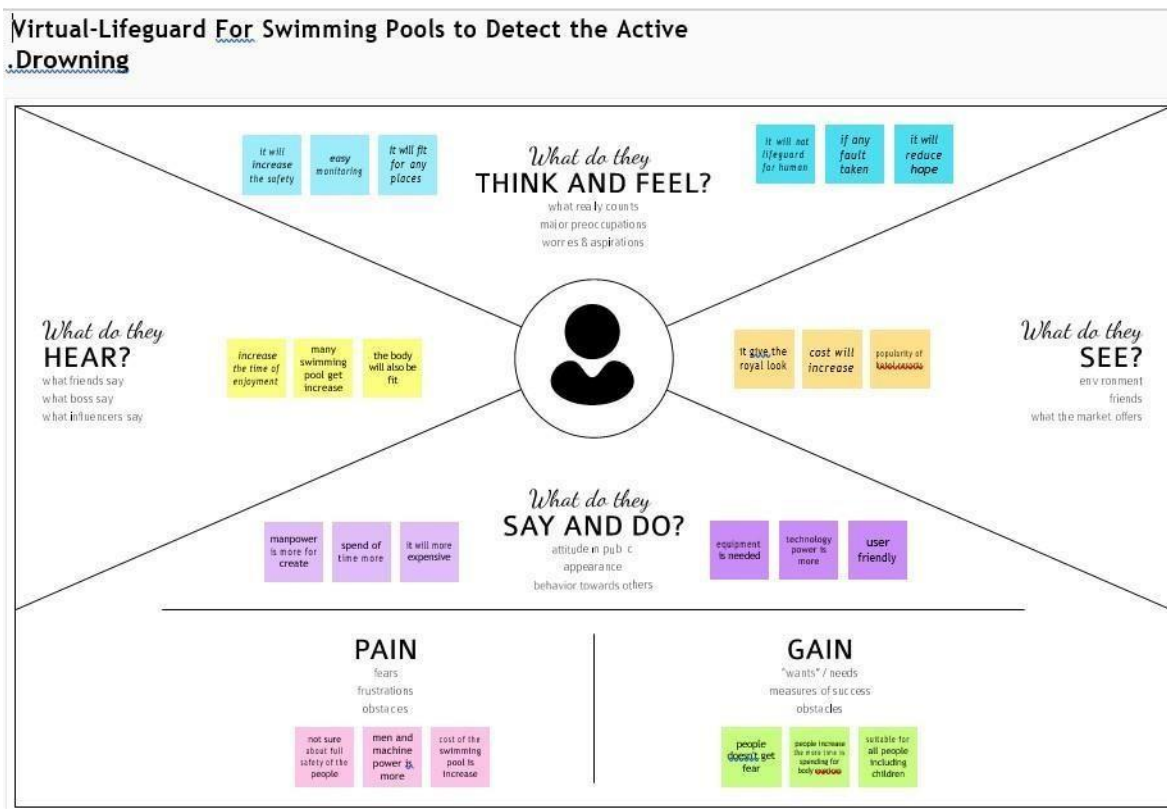 Virtual-Lifeguard For Swimming Pools to Detect the Active
.Drowning
it will
increase
the safety
easy
monitoring
it will fit
for any
places
What do they
THINK AND FEEL?
what really counts
major preoccupations
worries & aspirations
it will not
lifeguard
for human
if any
fault
taken
it will
reduce
hope
What do they
HEAR?
what friends say
what boss say
what influencers say
increase
the time of
enjoyment
many
swimming
pool get
increase
the body
will also be
fit
it give the
royal look
cost will
increase
popularity of
What do they
SEE?
environment
friends
what the market offers
What do they
SAY AND DO?
attitude in public
appearance
behavior towards others
manpower
is more for
create
spend of
time more
it will more
expensive
equipment
is needed
technology
power is
more
user
friendly
PAIN
fears
frustrations
obstacles
not sure
about full
safety of the
people
men and
machine
power is
more
cost of the
swimming
pool is
increase
GAIN
"wants" / needs
measures of success
obstacles
people
doesn't get
fear
people increase
the more time is
spending for
body
suitable for
all people
including
children